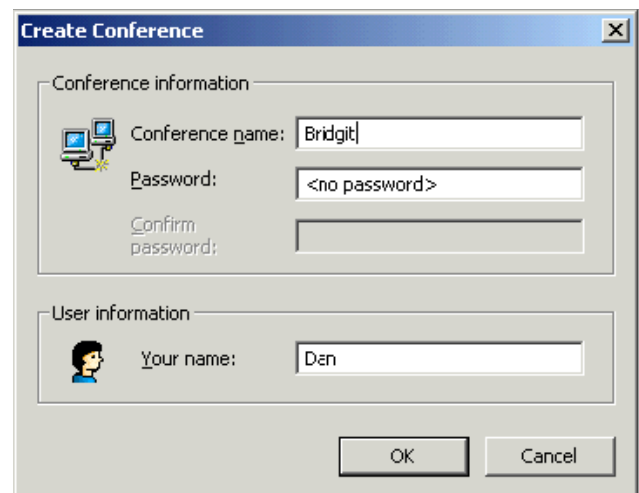 Create Conference
Conference information
Conference name: Bridgit
Password: <no password>
Confirm
password:
User information
Your name: Dan
OK Cancel